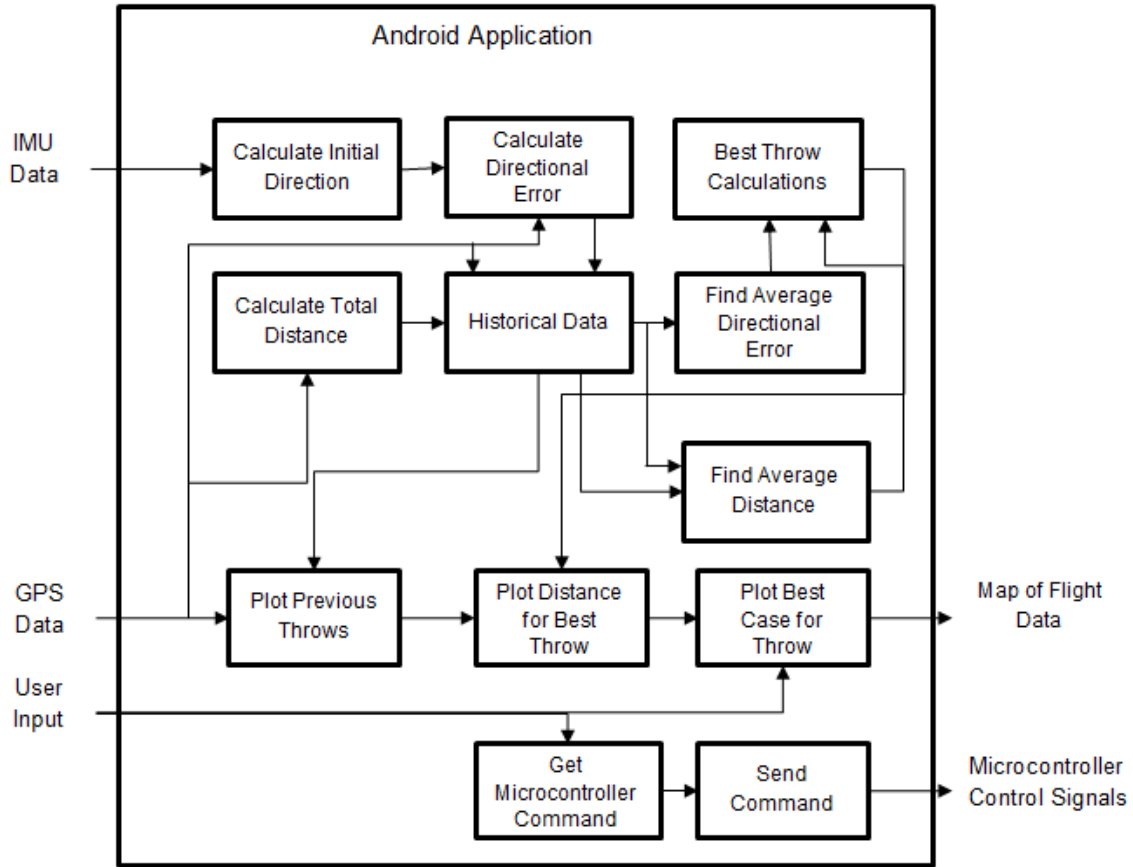 Android Application
IMU
Data
Calculate Initial
Direction
Calculate
Directional
Error
Best Throw
Calculations
Calculate Total
Distance
Historical Data
Find Average
Directional
Error
Find Average
Distance
GPS
Data
Plot Previous
Throws
Plot Distance
for Best
Throw
Plot Best
Case for
Throw
Map of Flight
Data
User
Input
Get
Microcontroller
Command
Send
Command
Microcontroller
Control Signals